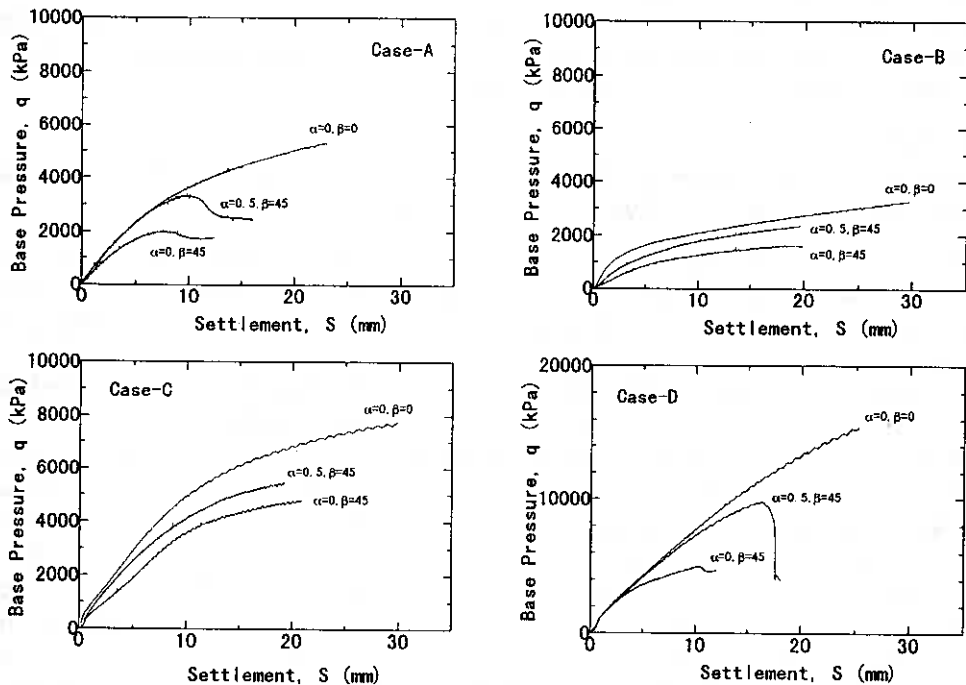 10000
8000
6000
4000
2000
0
Base Pressure, q (kPa)
Case-A
α=0, β=0
α=0. 5, β=45
α=0, β=45
0
10
20
30
Settlement, S (mm)
10000
8000
6000
4000
2000
0
Base Pressure, q (kPa)
Case-B
α=0, β=0
α=0. 5, β=45
α=0, β=45
0
10
20
30
Settlement, S (mm)
10000
8000
6000
4000
2000
0
Base Pressure, q (kPa)
Case-C
α=0, β=0
α=0. 5, β=45
α=0, β=45
0
10
20
30
Settlement, S (mm)
20000
10000
0
Base Pressure, q (kPa)
Case-D
α=0, β=0
α=0. 5, β=45
α=0, β=45
0
10
20
30
Settlement, S (mm)